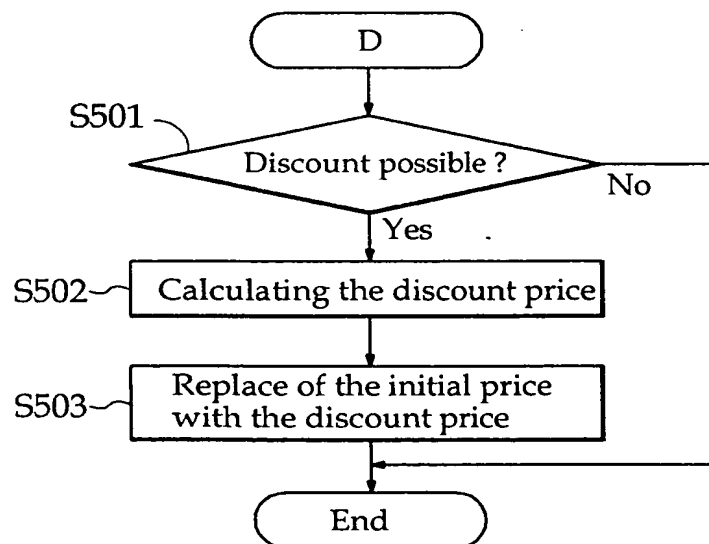 D
S501
Discount possible ?
No
Yes
S502
Calculating the discount price
S503
Replace of the initial price
with the discount price
End